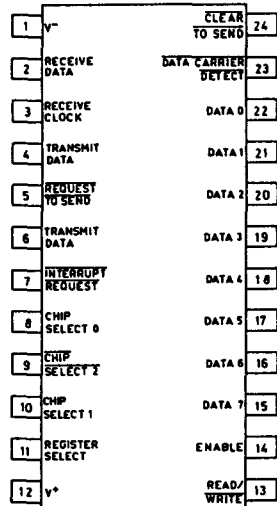 1 V-
2 RECEIVE
DATA
3 RECEIVE
CLOCK
4 TRANSMIT
DATA
5 REQUEST
TO SEND
6 TRANSMIT
DATA
7 INTERRUPT
REQUEST
8 CHIP
SELECT 0
9 CHIP
SELECT 2
10 CHIP
SELECT 1
11 REGISTER
SELECT
12 V+
CLEAR
TO SEND 24
DATA CARRIER
DETECT 23
DATA 0 22
DATA 1 21
DATA 2 20
DATA 3 19
DATA 4 18
DATA 5 17
DATA 6 16
DATA 7 15
ENABLE 14
READ/
WRITE 13